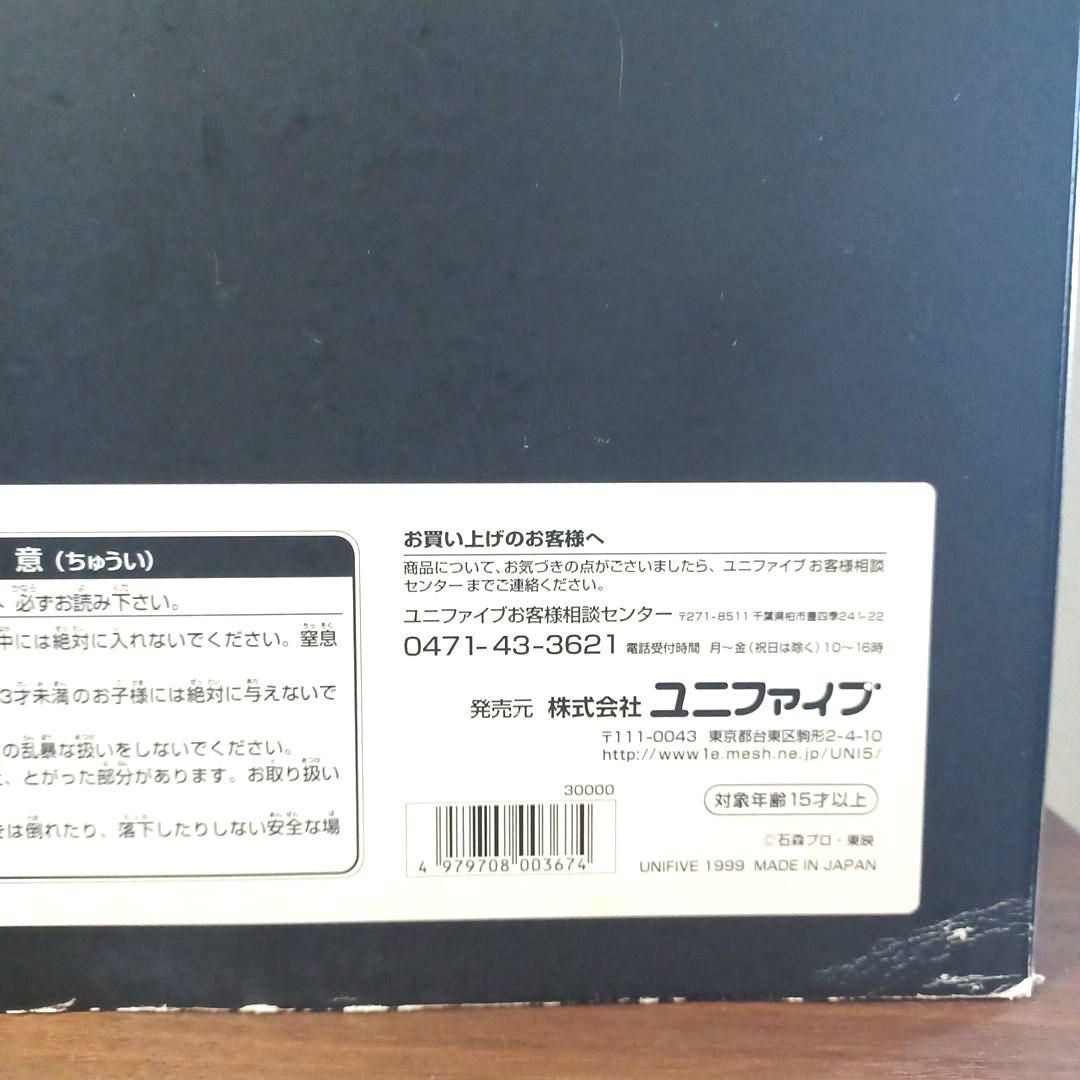 意(ちゅうい)
、必ずお読み下さい。
中には絶対に入れないでください。窒息
3才未満のお子様には絶対に与えないで
の乱暴な扱いをしないでください。
、とがった部分があります。お取り扱い
は倒れたり、落下したりしない安全な場
お買い上げのお客様へ
商品について、お気づきの点がございましたら、ユニファイブお客様相談
センターまでご連絡ください。
ユニファイブお客様相談センター 〒271-8511 千葉県柏市豊四季241-22
0471-43-3621 電話受付時間 月〜金(祝日は除く)10〜16時
発売元 株式会社 ユニファイブ
〒111-0043 東京都台東区駒形2-4-10
http://www1e.mesh.ne.jp/UNI5/
30000
対象年齢15才以上
4 979708 003674
©石森プロ・東映
UNIFIVE 1999 MADE IN JAPAN